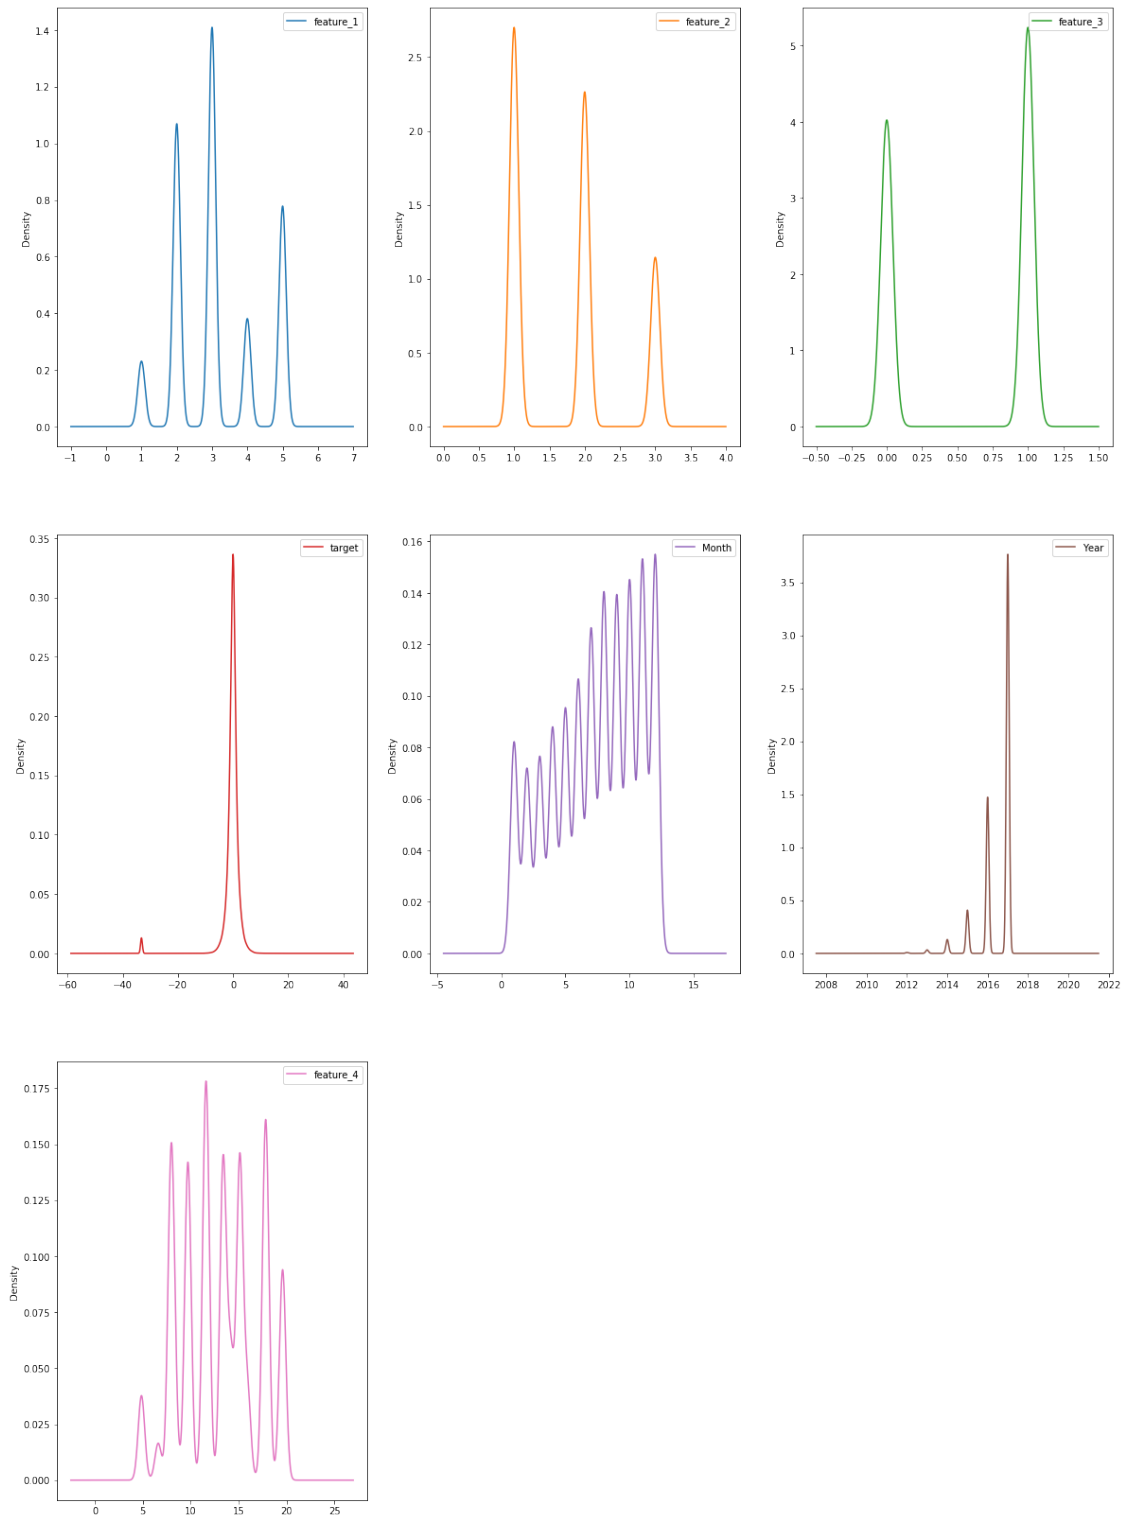 feature_1
1.4
1.2
1.0
0.8
0.6
0.4
0.2
0.0
Density
−1 0 1 2 3 4 5 6 7
feature_2
2.5
2.0
1.5
1.0
0.5
0.0
Density
0.0 0.5 1.0 1.5 2.0 2.5 3.0 3.5 4.0
feature_3
5
4
3
2
1
0
Density
−0.50 −0.25 0.00 0.25 0.50 0.75 1.00 1.25 1.50
target
0.35
0.30
0.25
0.20
0.15
0.10
0.05
0.00
Density
−60 −40 −20 0 20 40
Month
0.16
0.14
0.12
0.10
0.08
0.06
0.04
0.02
0.00
Density
−5 0 5 10 15
Year
3.5
3.0
2.5
2.0
1.5
1.0
0.5
0.0
Density
2008 2010 2012 2014 2016 2018 2020 2022
feature_4
0.175
0.150
0.125
0.100
0.075
0.050
0.025
0.000
Density
0 5 10 15 20 25